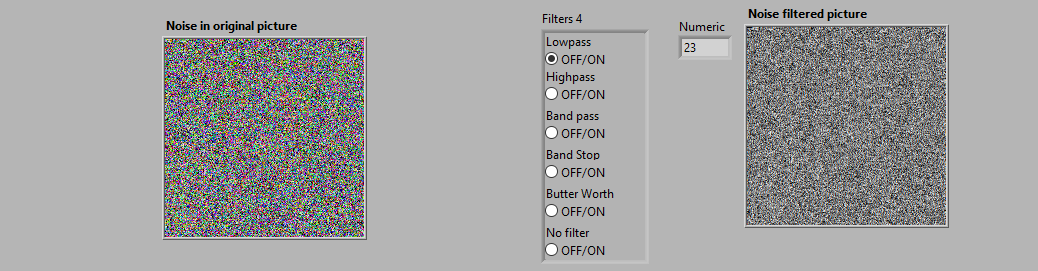 Noise in original picture
Filters 4
Lowpass
OFF/ON
Highpass
OFF/ON
Band pass
OFF/ON
Band Stop
OFF/ON
Butter Worth
OFF/ON
No filter
OFF/ON
Numeric
23
Noise filtered picture